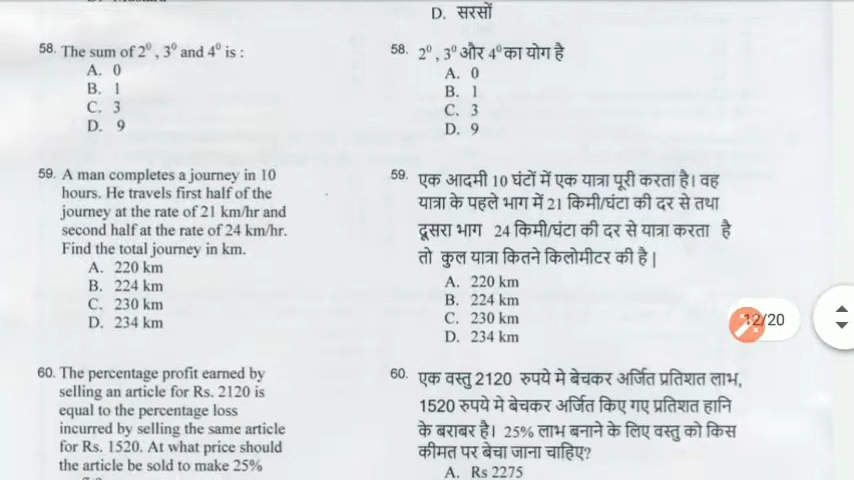 D. सरसों
58. The sum of 2⁰ , 3⁰ and 4⁰ is :
A. 0
B. 1
C. 3
D. 9
59. A man completes a journey in 10
hours. He travels first half of the
journey at the rate of 21 km/hr and
second half at the rate of 24 km/hr.
Find the total journey in km.
A. 220 km
B. 224 km
C. 230 km
D. 234 km
60. The percentage profit earned by
selling an article for Rs. 2120 is
equal to the percentage loss
incurred by selling the same article
for Rs. 1520. At what price should
the article be sold to make 25%
58. 2⁰ , 3⁰ और 4⁰ का योग है
A. 0
B. 1
C. 3
D. 9
59. एक आदमी 10 घंटों में एक यात्रा पूरी करता है। वह
यात्रा के पहले भाग में 21 किमी/घंटा की दर से तथा
दूसरा भाग 24 किमी/घंटा की दर से यात्रा करता है
तो कुल यात्रा कितने किलोमीटर की है |
A. 220 km
B. 224 km
C. 230 km
D. 234 km
60. एक वस्तु 2120 रुपये मे बेचकर अर्जित प्रतिशत लाभ,
1520 रुपये मे बेचकर अर्जित किए गए प्रतिशत हानि
के बराबर है। 25% लाभ बनाने के लिए वस्तु को किस
कीमत पर बेचा जाना चाहिए?
A. Rs 2275
12/20